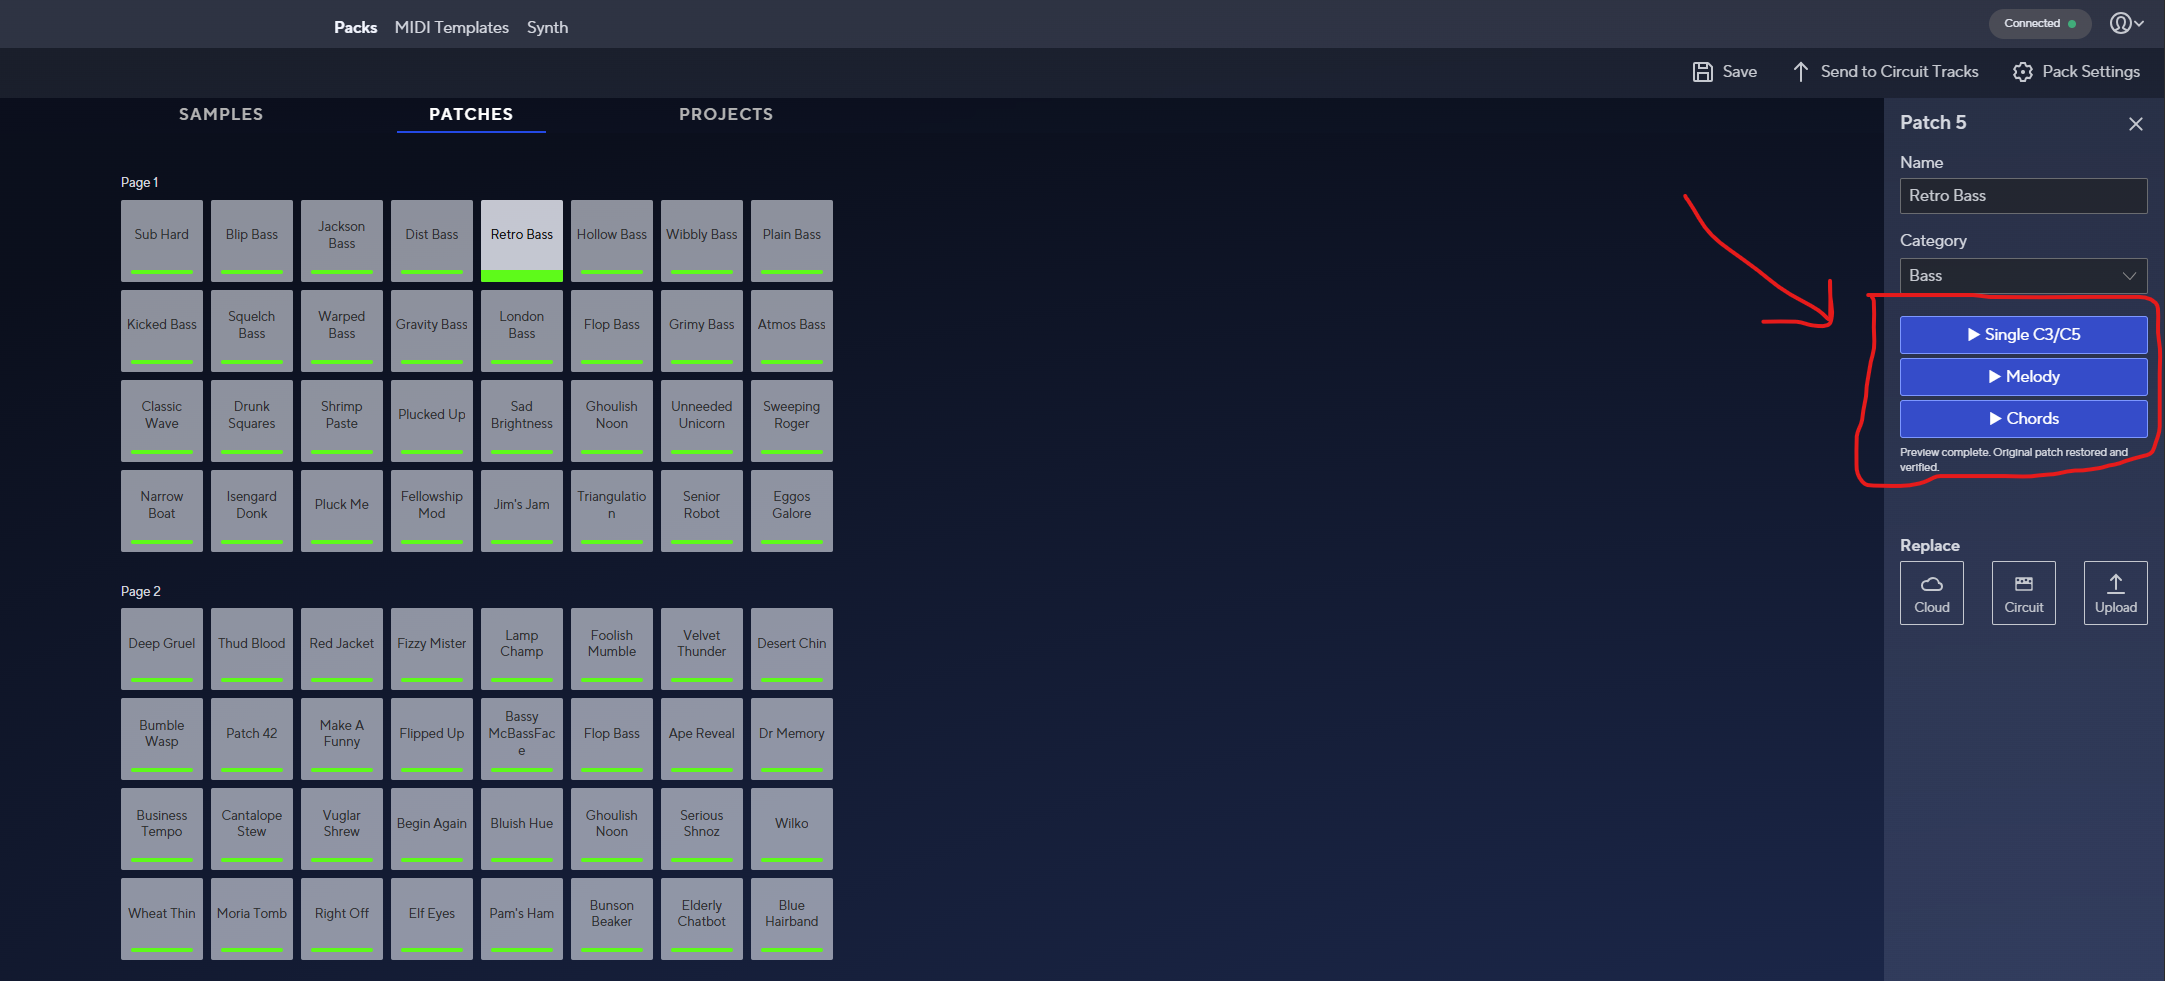 Packs MIDI Templates Synth
Connected
Save Send to Circuit Tracks Pack Settings
SAMPLES PATCHES PROJECTS
Page 1
Sub Hard
Blip Bass
Jackson
Bass
Dist Bass
Retro Bass
Hollow Bass
Wibbly Bass
Plain Bass
Kicked Bass
Squelch
Bass
Warped
Bass
Gravity Bass
London
Bass
Flop Bass
Grimy Bass
Atmos Bass
Classic
Wave
Drunk
Squares
Shrimp
Paste
Plucked Up
Sad
Brightness
Ghoulish
Noon
Unneeded
Unicorn
Sweeping
Roger
Narrow
Boat
Isengard
Donk
Pluck Me
Fellowship
Mod
Jim's Jam
Triangulatio
n
Senior
Robot
Eggos
Galore
Page 2
Deep Gruel
Thud Blood
Red Jacket
Fizzy Mister
Lamp
Champ
Foolish
Mumble
Velvet
Thunder
Desert Chin
Bumble
Wasp
Patch 42
Make A
Funny
Flipped Up
Bassy
McBassFac
e
Flop Bass
Ape Reveal
Dr Memory
Business
Tempo
Cantalope
Stew
Vuglar
Shrew
Begin Again
Bluish Hue
Ghoulish
Noon
Serious
Shnoz
Wilko
Wheat Thin
Moria Tomb
Right Off
Elf Eyes
Pam's Ham
Bunson
Beaker
Elderly
Chatbot
Blue
Hairband
Patch 5
Name
Retro Bass
Category
Bass
Single C3/C5
Melody
Chords
Preview complete. Original patch restored and
verified.
Replace
Cloud
Circuit
Upload